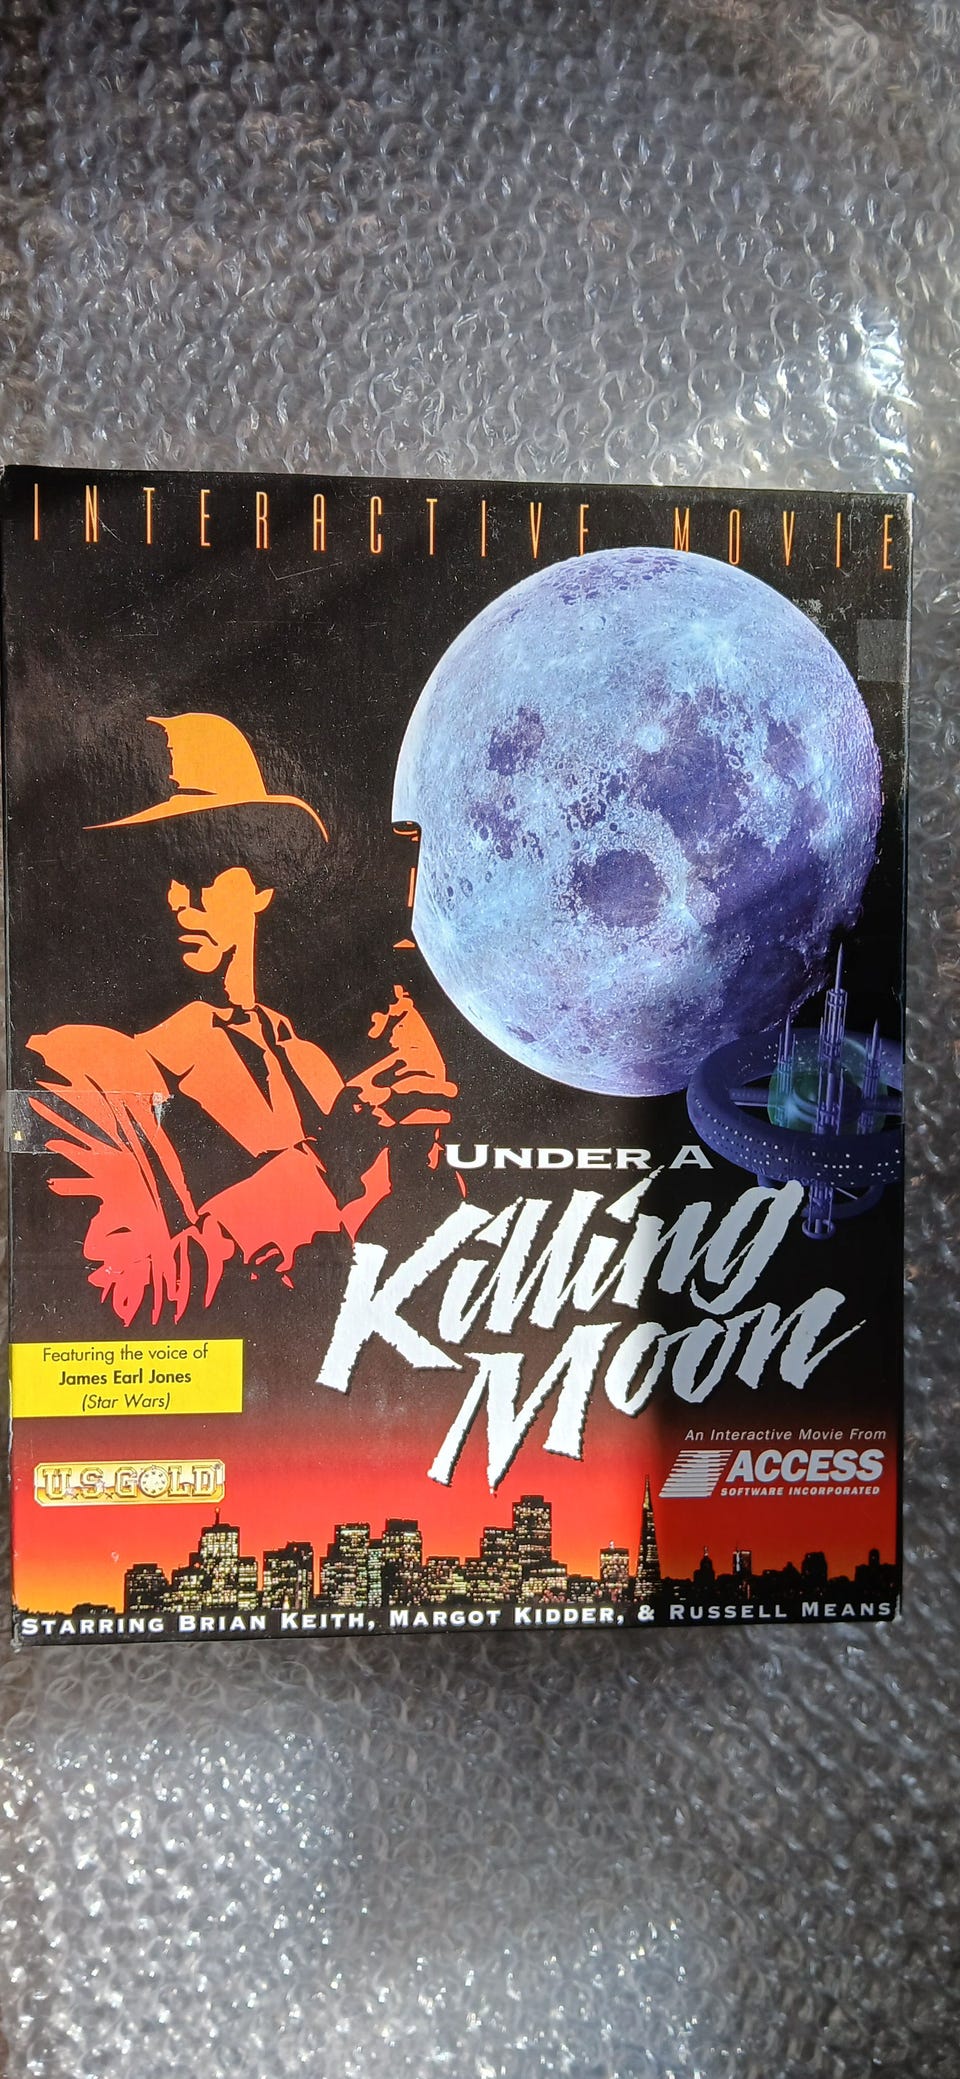 INTERACTIVE MOVIE
UNDER A
Killing
Moon
Featuring the voice of
James Earl Jones
(Star Wars)
U.S. GOLD
An Interactive Movie From
ACCESS
SOFTWARE INCORPORATED
STARRING BRIAN KEITH, MARGOT KIDDER, & RUSSELL MEANS